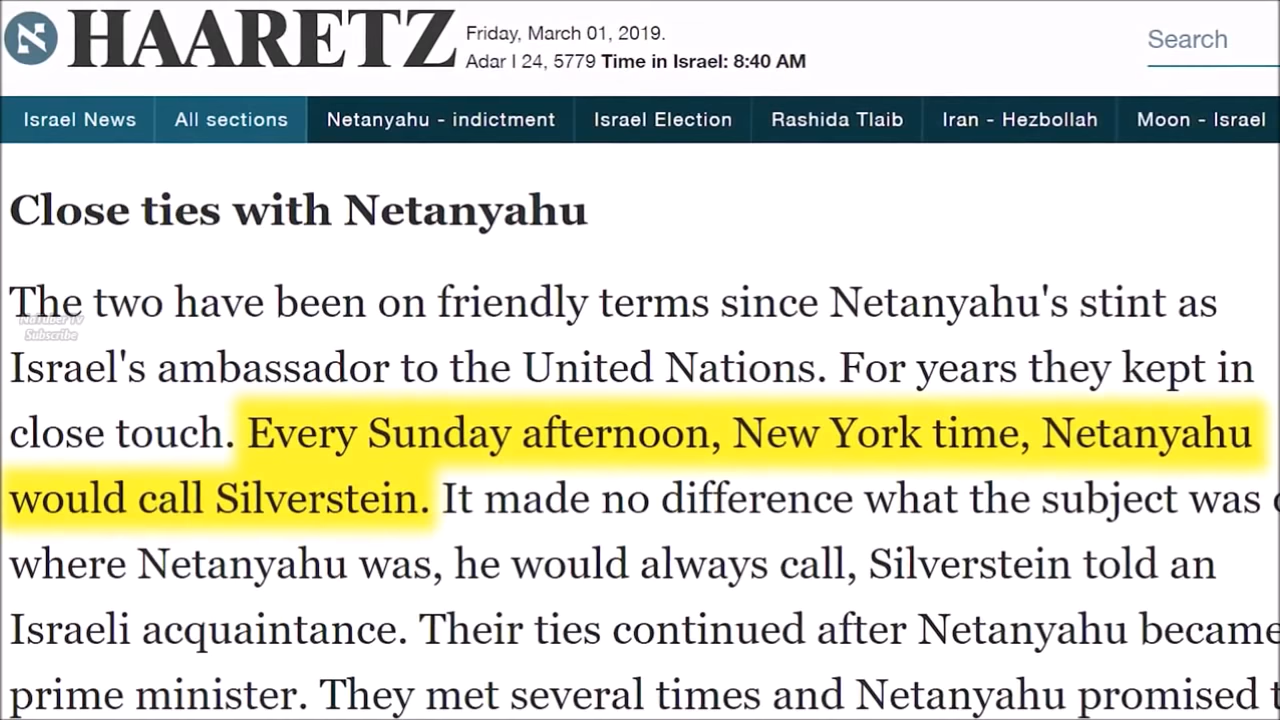 HAARETZ
Friday, March 01, 2019.
Adar I 24, 5779 Time in Israel: 8:40 AM
Search
Israel News All sections Netanyahu - indictment Israel Election Rashida Tlaib Iran - Hezbollah Moon - Israel
Close ties with Netanyahu
The two have been on friendly terms since Netanyahu's stint as
NuTuber TV
Subscribe
Israel's ambassador to the United Nations. For years they kept in
close touch. Every Sunday afternoon, New York time, Netanyahu
would call Silverstein. It made no difference what the subject was
where Netanyahu was, he would always call, Silverstein told an
Israeli acquaintance. Their ties continued after Netanyahu became
prime minister. They met several times and Netanyahu promised